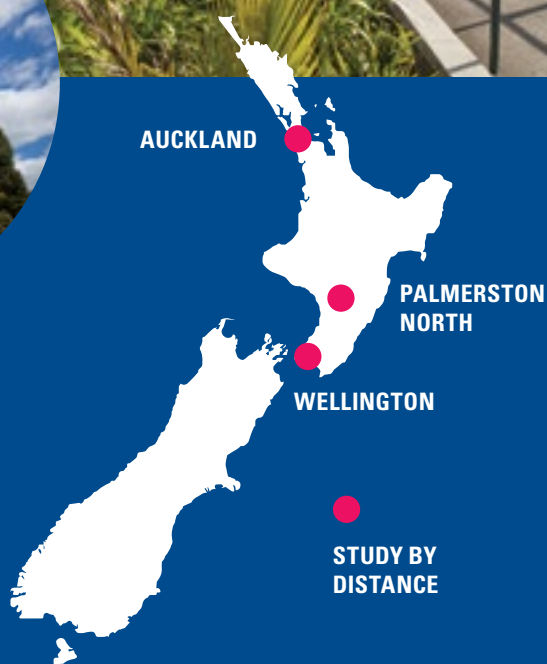 AUCKLAND
PALMERSTON
NORTH
WELLINGTON
STUDY BY
DISTANCE